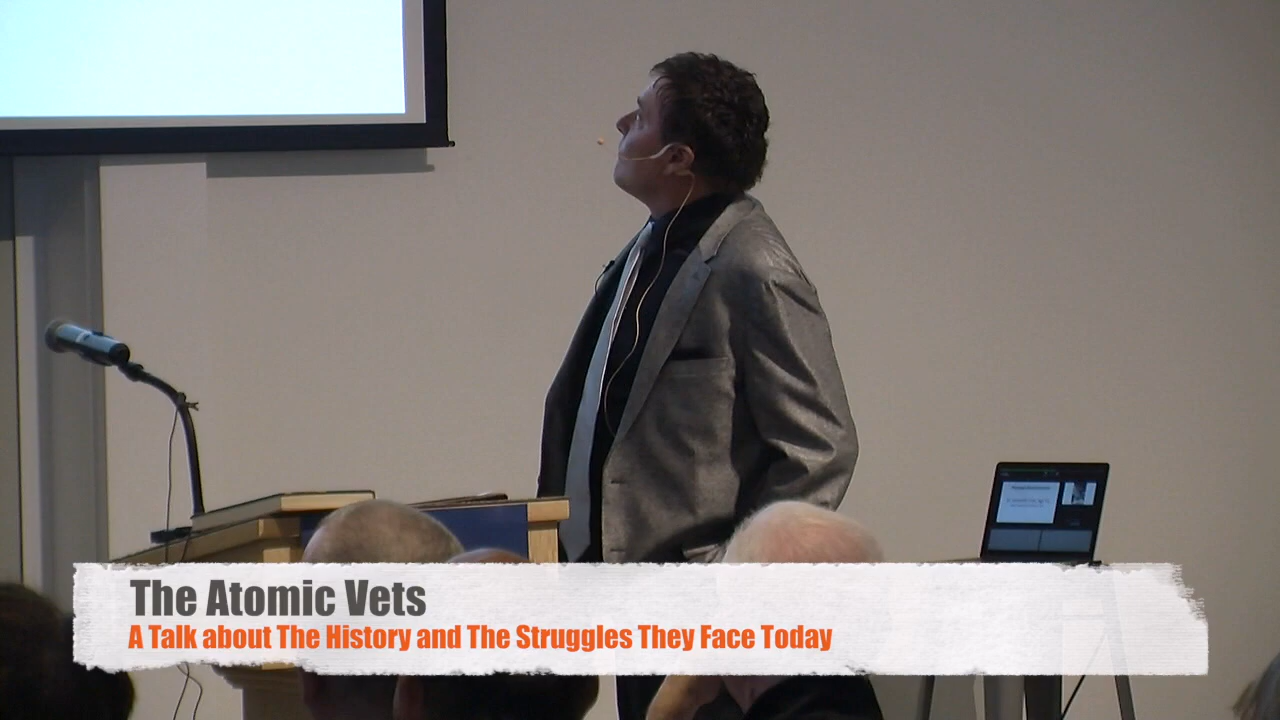 The Atomic Vets
A Talk about The History and The Struggles They Face Today